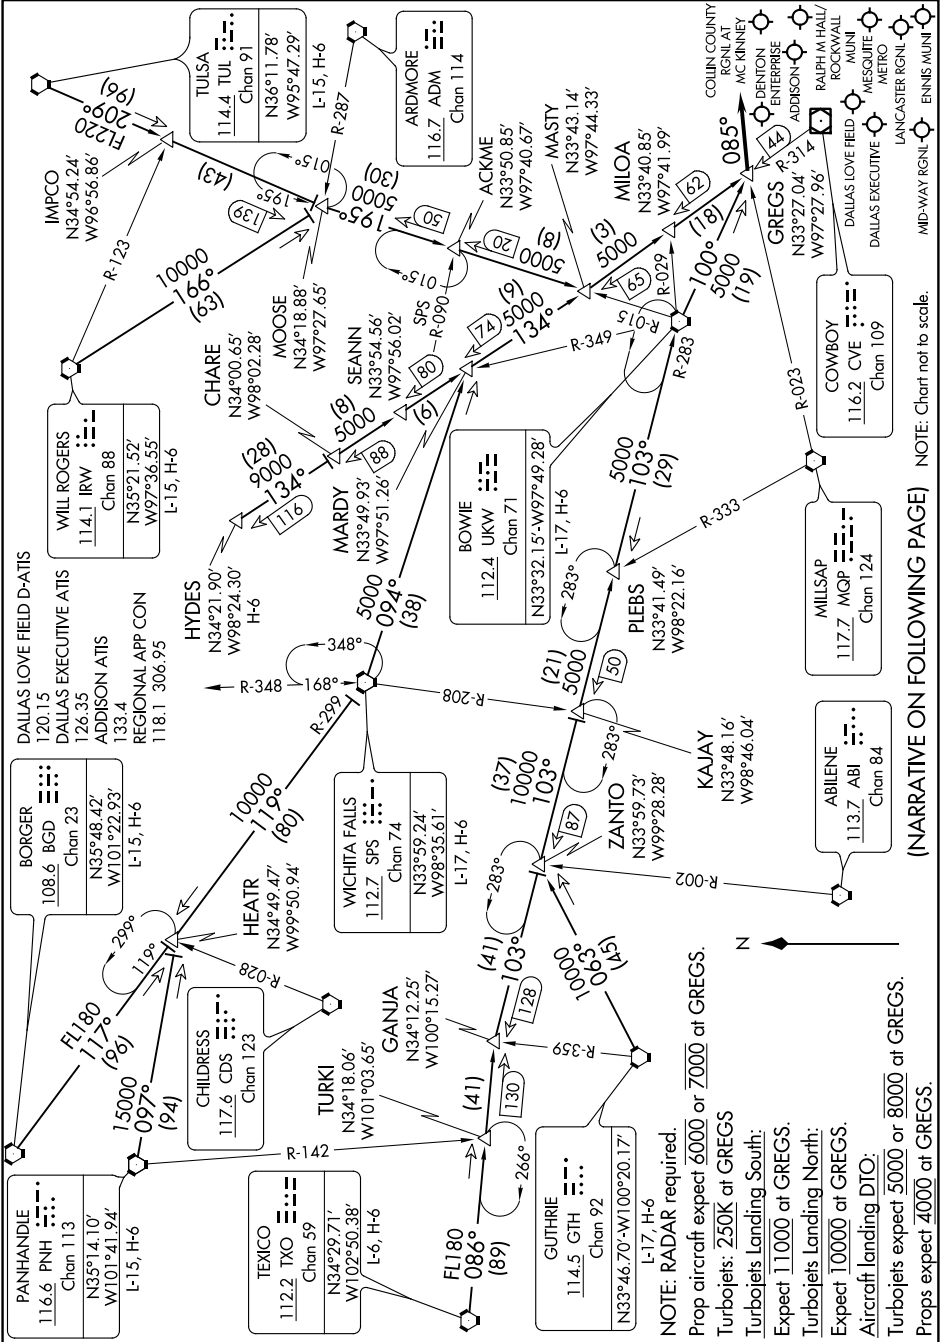 PANHANDLE
116.6 PNH
Chan 113
N35°14.10'
W101°41.94'
L-15, H-6
BORGER
108.6 BGD
Chan 23
N35°48.42'
W101°22.93'
L-15, H-6
DALLAS LOVE FIELD D-ATIS
120.15
DALLAS EXECUTIVE ATIS
126.35
ADDISON ATIS
133.4
REGIONAL APP CON
118.1 306.95
WILL ROGERS
114.1 IRW
Chan 88
N35°21.52'
W97°36.55'
L-15, H-6
TULSA
114.4 TUL
Chan 91
N36°11.78'
W95°47.29'
L-15, H-6
ARDMORE
116.7 ADM
Chan 114
IMPCO
N34°54.24'
W96°56.86'
FL220
209°
(96)
R-123
(43)
195°
015°
139
R-287
10000
166°
(93)
MOOSE
N34°18.88'
W97°27.65'
195°
5000
(30)
50
015°
ACKME
N33°50.85'
W97°40.67'
20
5000
(8)
MASTY
N33°43.14'
W97°44.33'
(3)
5000
65
MILOA
N33°40.85'
W97°41.99'
62
(18)
GREGS
N33°27.04'
W97°27.96'
085°
44
R-314
COLLIN COUNTY
RGNL AT
MC KINNEY
DENTON
ENTERPRISE
ADDISON
RALPH M HALL/
ROCKWALL
MUNI
DALLAS LOVE FIELD
MESQUITE
METRO
DALLAS EXECUTIVE
LANCASTER RGNL
MID-WAY RGNL
ENNIS MUNI
HYDES
N34°21.90'
W98°24.30'
H-6
116
(28)
9000
134°
CHARE
N34°00.65'
W98°02.28'
88
(8)
5000
SEANN
N33°54.56'
W97°56.02'
80
(6)
SPS
R-090
MARDY
N33°49.93'
W97°51.26'
74
(9)
5000
134°
R-349
R-015
R-029
R-283
100°
5000
(19)
BOWIE
112.4 UKW
Chan 71
N33°32.15'-W97°49.28'
L-17, H-6
COWBOY
116.2 CVE
Chan 109
R-023
MILLSAP
117.7 MQP
Chan 124
R-333
FL180
117°
(96)
15000
097°
(94)
299°
119°
HEATR
N34°49.47'
W99°50.94'
10000
119°
(80)
R-299
R-348
348°
168°
WICHITA FALLS
112.7 SPS
Chan 74
N33°59.24'
W98°35.61'
L-17, H-6
5000
094°
(38)
R-208
CHILDRESS
117.6 CDS
Chan 123
R-028
R-142
TEXICO
112.2 TXO
Chan 59
N34°29.71'
W102°50.38'
L-6, H-6
FL180
086°
(89)
266°
TURKI
N34°18.06'
W101°03.65'
130
(41)
GANJA
N34°12.25'
W100°15.27'
128
(41)
103°
283°
R-359
GUTHRIE
114.5 GTH
Chan 92
N33°46.70'-W100°20.17'
L-17, H-6
10000
063°
(45)
ZANTO
N33°59.73'
W99°28.28'
87
(37)
10000
103°
R-002
ABILENE
113.7 ABI
Chan 84
KAJAY
N33°48.16'
W98°46.04'
283°
50
(21)
5000
283°
PLEBS
N33°41.49'
W98°22.16'
5000
103°
(29)
N
NOTE: RADAR required.
Prop aircraft expect 6000 or 7000 at GREGS.
Turbojets: 250K at GREGS
Turbojets Landing South:
Expect 11000 at GREGS.
Turbojets Landing North:
Expect 10000 at GREGS.
Aircraft landing DTO:
Turbojets expect 5000 or 8000 at GREGS.
Props expect 4000 at GREGS.
(NARRATIVE ON FOLLOWING PAGE)
NOTE: Chart not to scale.